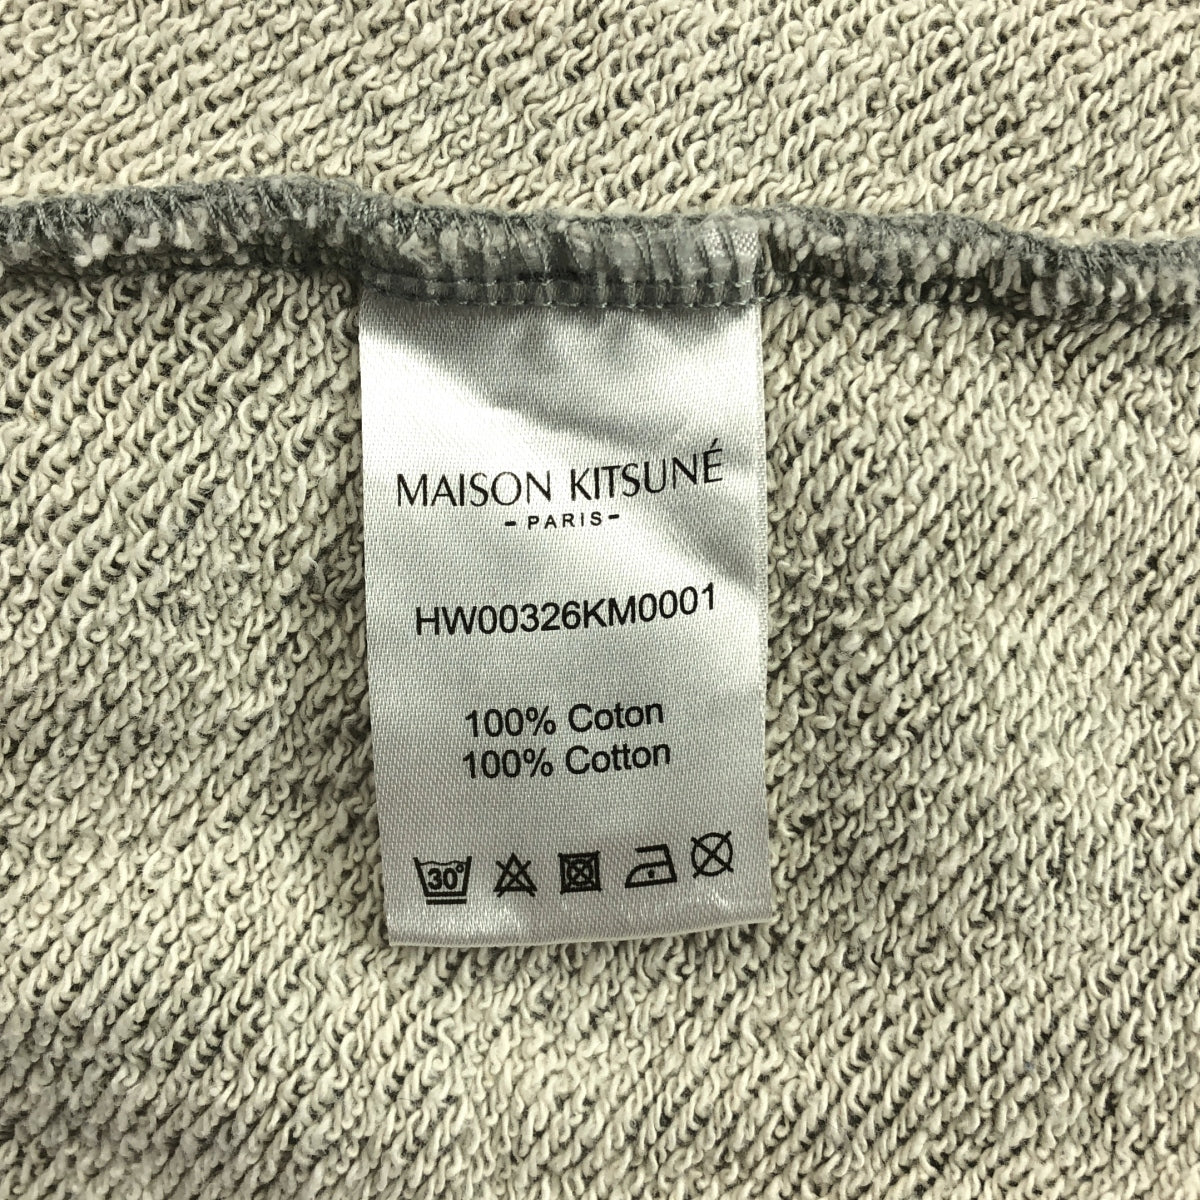 MAISON KITSUNÉ
- PARIS -
HW00326KM0001
100% Coton
100% Cotton
30°